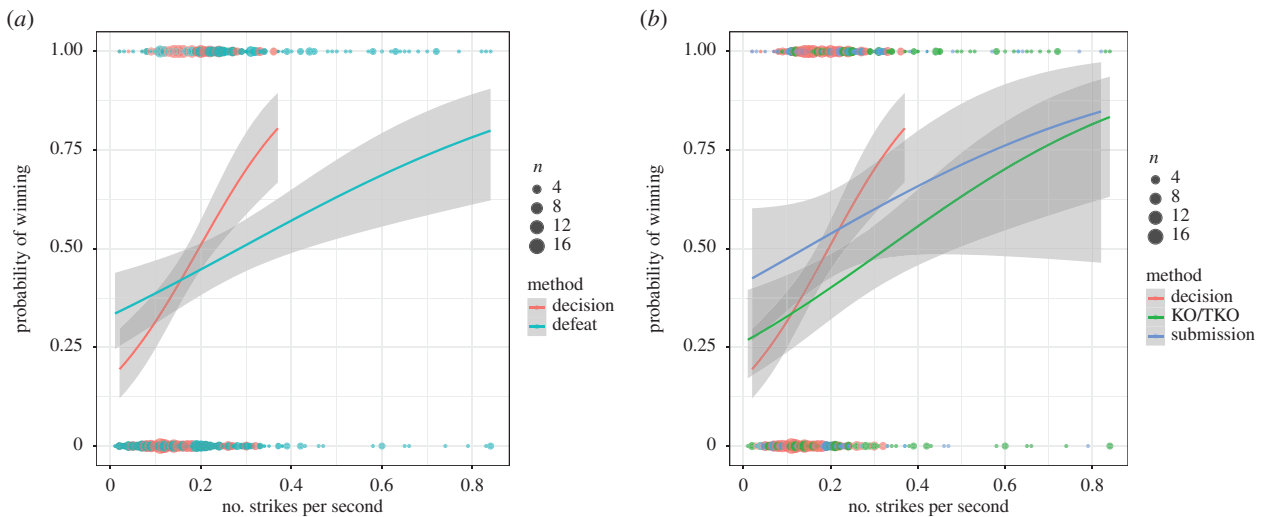 (a)
1.00
0.75
0.50
0.25
0
probability of winning
0 0.2 0.4 0.6 0.8
no. strikes per second
n
4
8
12
16
method
decision
defeat
(b)
1.00
0.75
0.50
0.25
0
probability of winning
0 0.2 0.4 0.6 0.8
no. strikes per second
n
4
8
12
16
method
decision
KO/TKO
submission